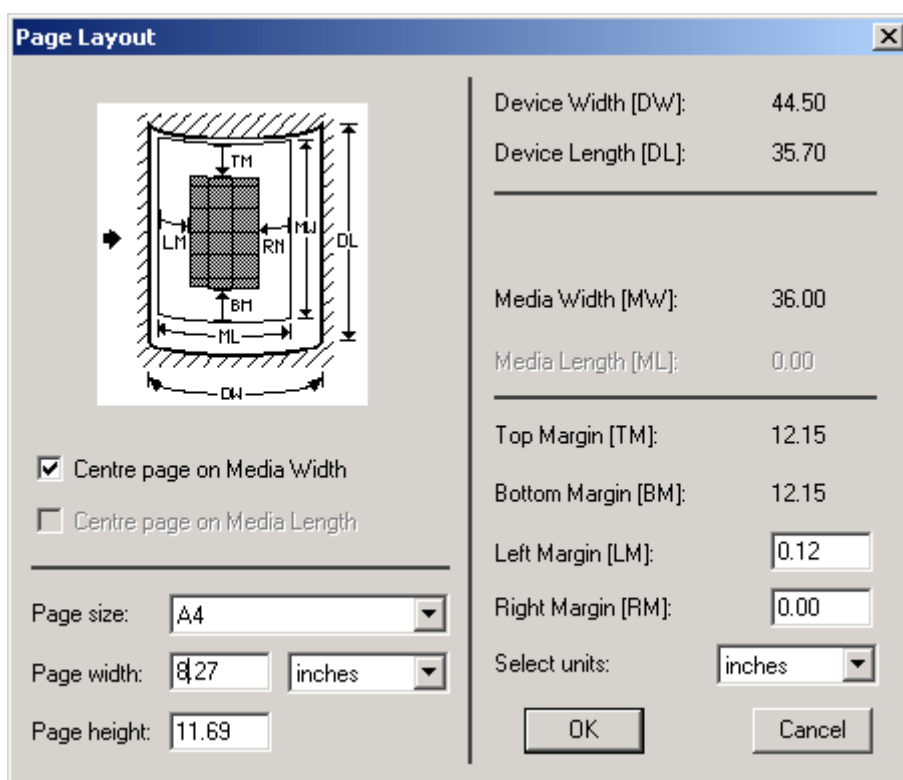 Page Layout
TM
LM
RM
MW
DL
BM
ML
DW
Centre page on Media Width
Centre page on Media Length
Page size: A4
Page width: 8.27 inches
Page height: 11.69
Device Width [DW]: 44.50
Device Length [DL]: 35.70
Media Width [MW]: 36.00
Media Length [ML]: 0.00
Top Margin [TM]: 12.15
Bottom Margin [BM]: 12.15
Left Margin [LM]: 0.12
Right Margin [RM]: 0.00
Select units: inches
OK Cancel